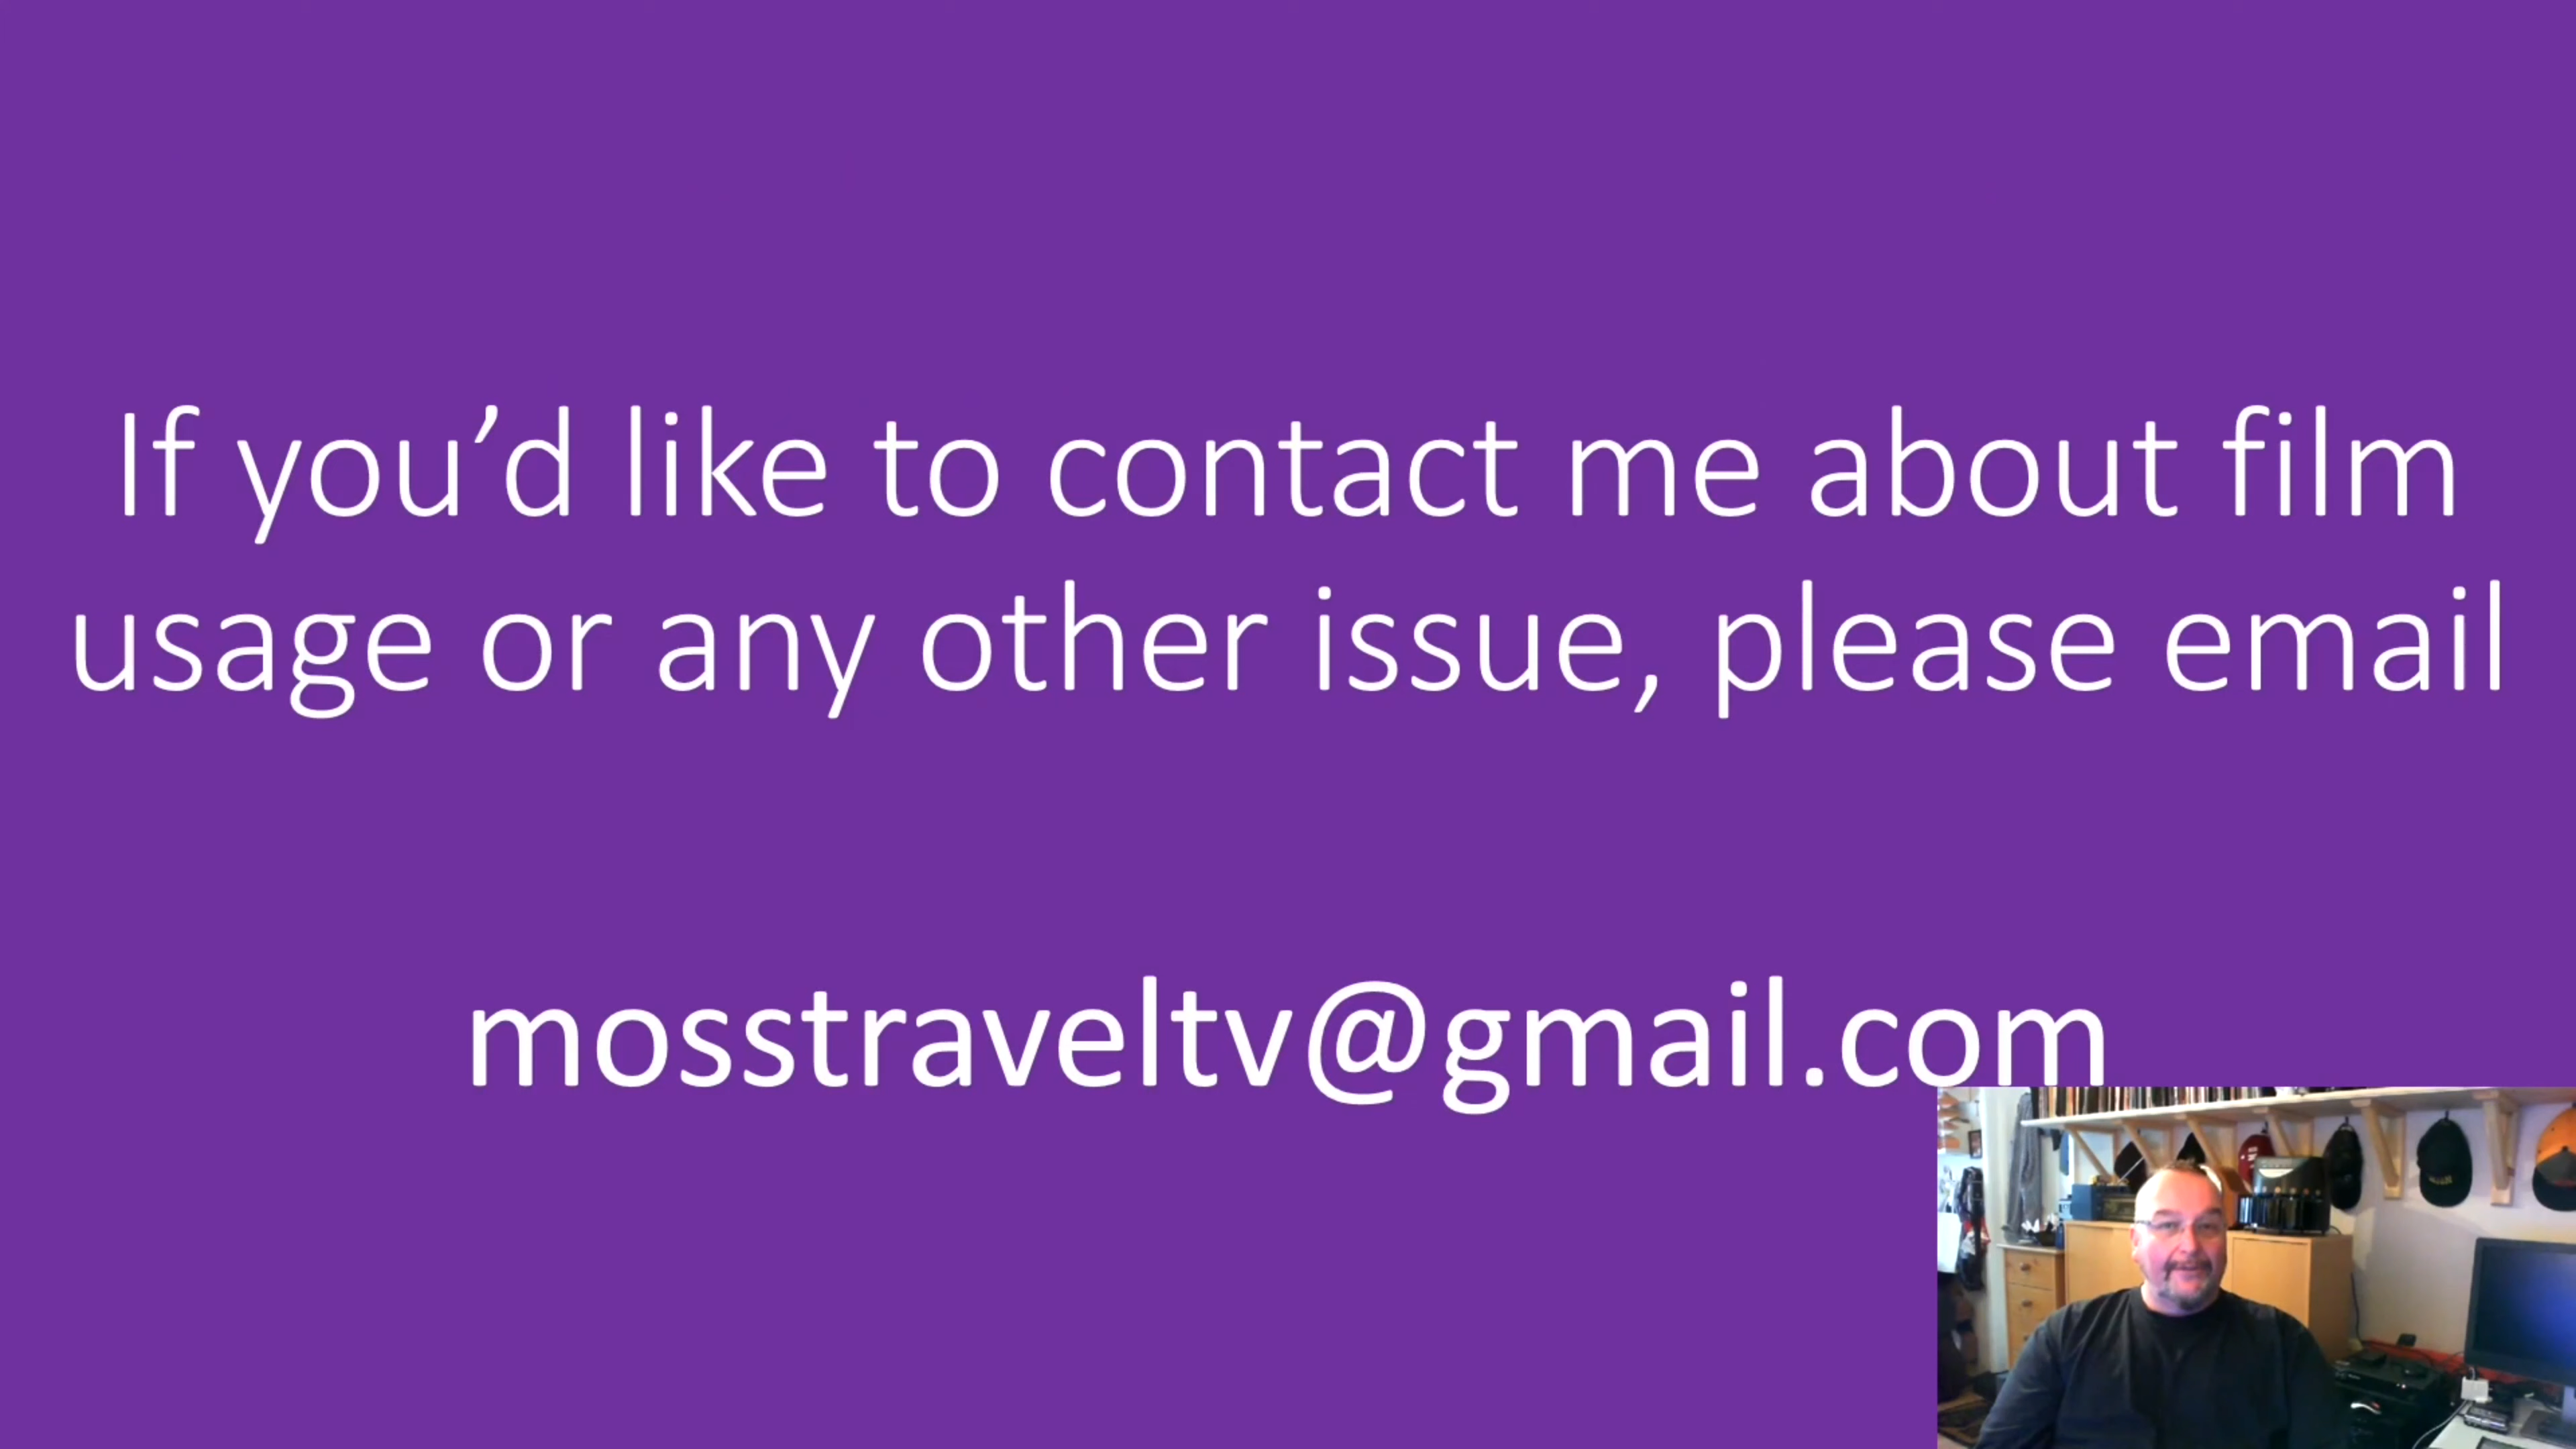 If you’d like to contact me about film
usage or any other issue, please email
mosstraveltv@gmail.com